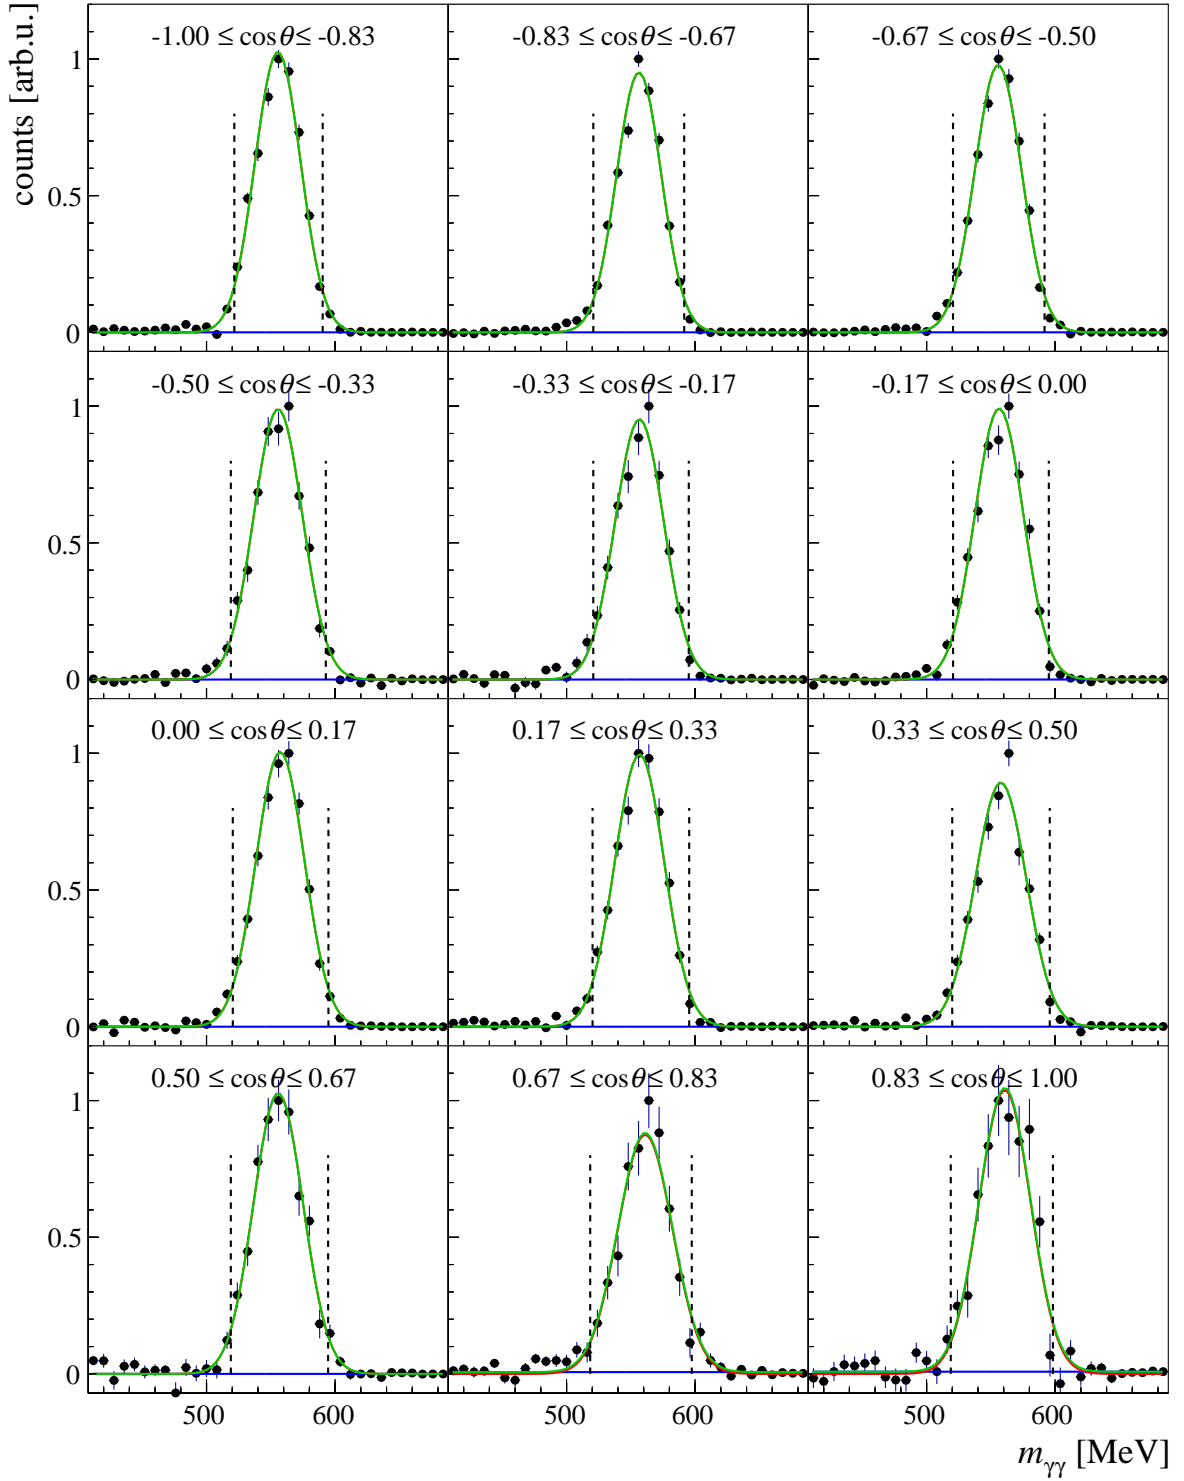 counts [arb.u.]
-1.00 ≤ cosθ ≤ -0.83
-0.83 ≤ cosθ ≤ -0.67
-0.67 ≤ cosθ ≤ -0.50
1
0.5
0
-0.50 ≤ cosθ ≤ -0.33
-0.33 ≤ cosθ ≤ -0.17
-0.17 ≤ cosθ ≤ 0.00
1
0.5
0
0.00 ≤ cosθ ≤ 0.17
0.17 ≤ cosθ ≤ 0.33
0.33 ≤ cosθ ≤ 0.50
1
0.5
0
0.50 ≤ cosθ ≤ 0.67
0.67 ≤ cosθ ≤ 0.83
0.83 ≤ cosθ ≤ 1.00
1
0.5
0
500 600 500 600 500 600
m_γγ [MeV]